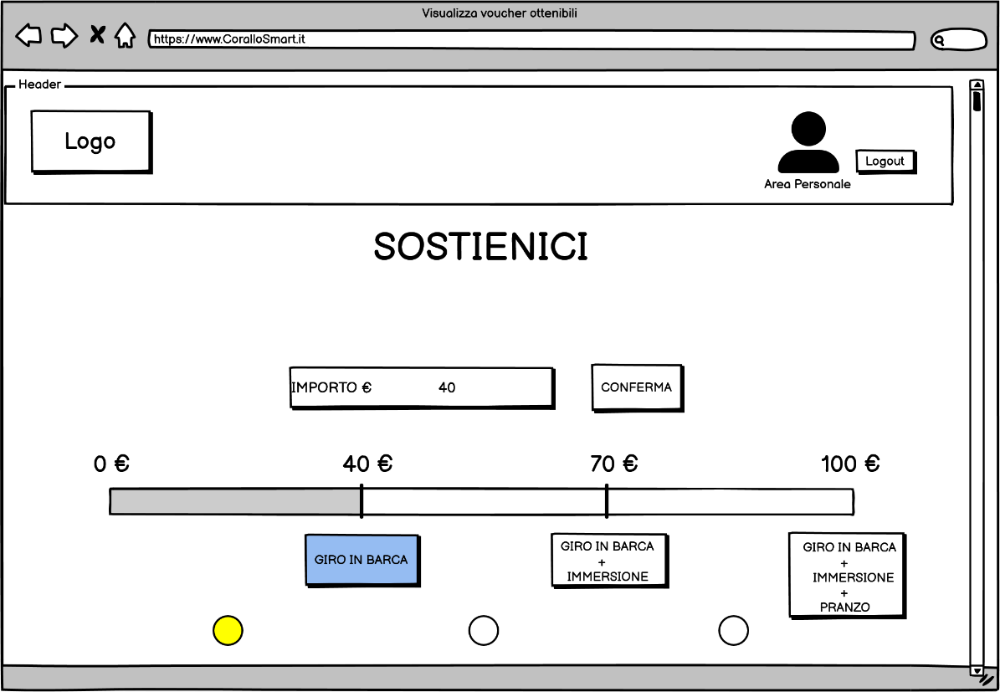 Visualizza voucher ottenibili
https://www.CoralloSmart.it
Header
Logo
Logout
Area Personale
SOSTIENICI
IMPORTO € 40
CONFERMA
0 € 40 € 70 € 100 €
GIRO IN BARCA
GIRO IN BARCA
+
IMMERSIONE
GIRO IN BARCA
+
IMMERSIONE
+
PRANZO